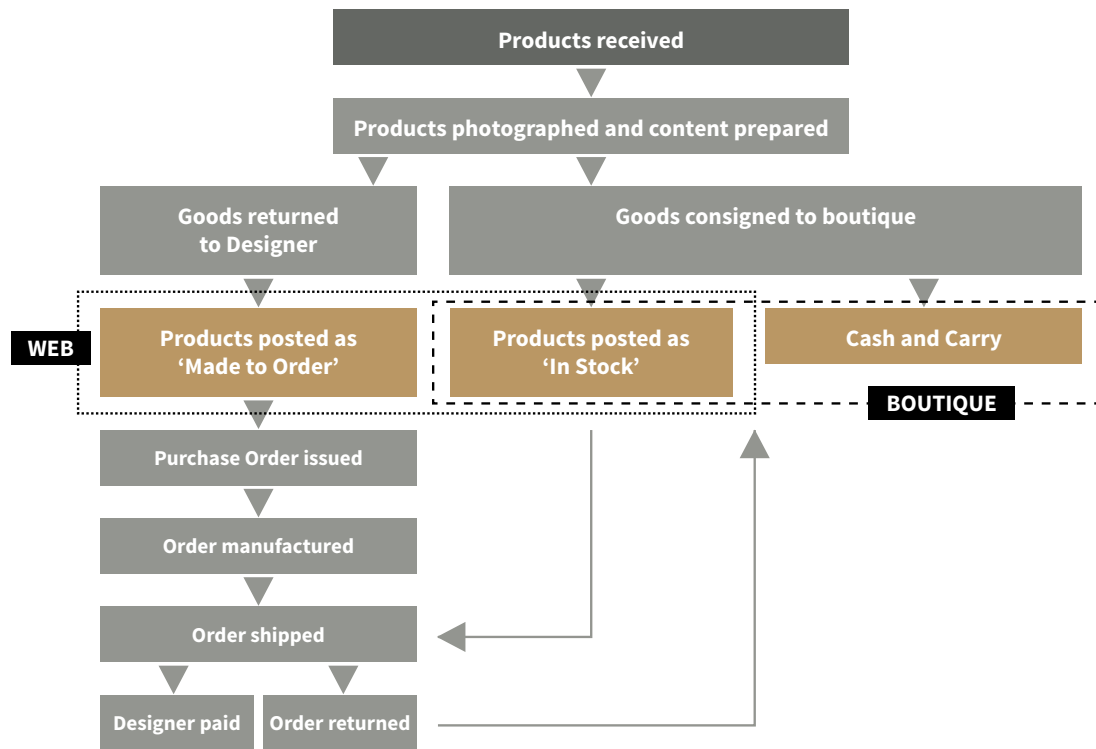 Products received
Products photographed and content prepared
Goods returned
to Designer
Goods consigned to boutique
WEB
Products posted as
‘Made to Order’
Products posted as
‘In Stock’
Cash and Carry
BOUTIQUE
Purchase Order issued
Order manufactured
Order shipped
Designer paid
Order returned